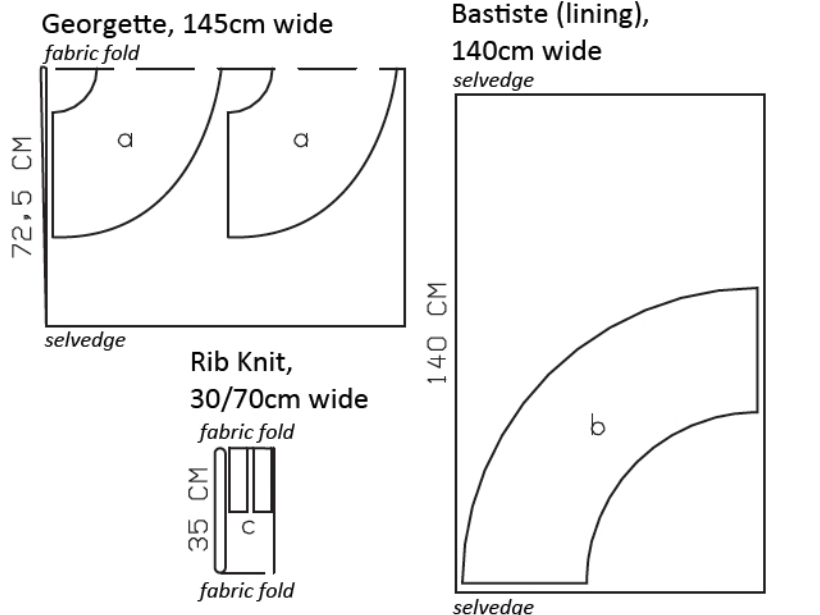 Georgette, 145cm wide
fabric fold
a
a
72,5 CM
selvedge
Bastiste (lining),
140cm wide
selvedge
140 CM
b
selvedge
Rib Knit,
30/70cm wide
fabric fold
35 CM
c
fabric fold